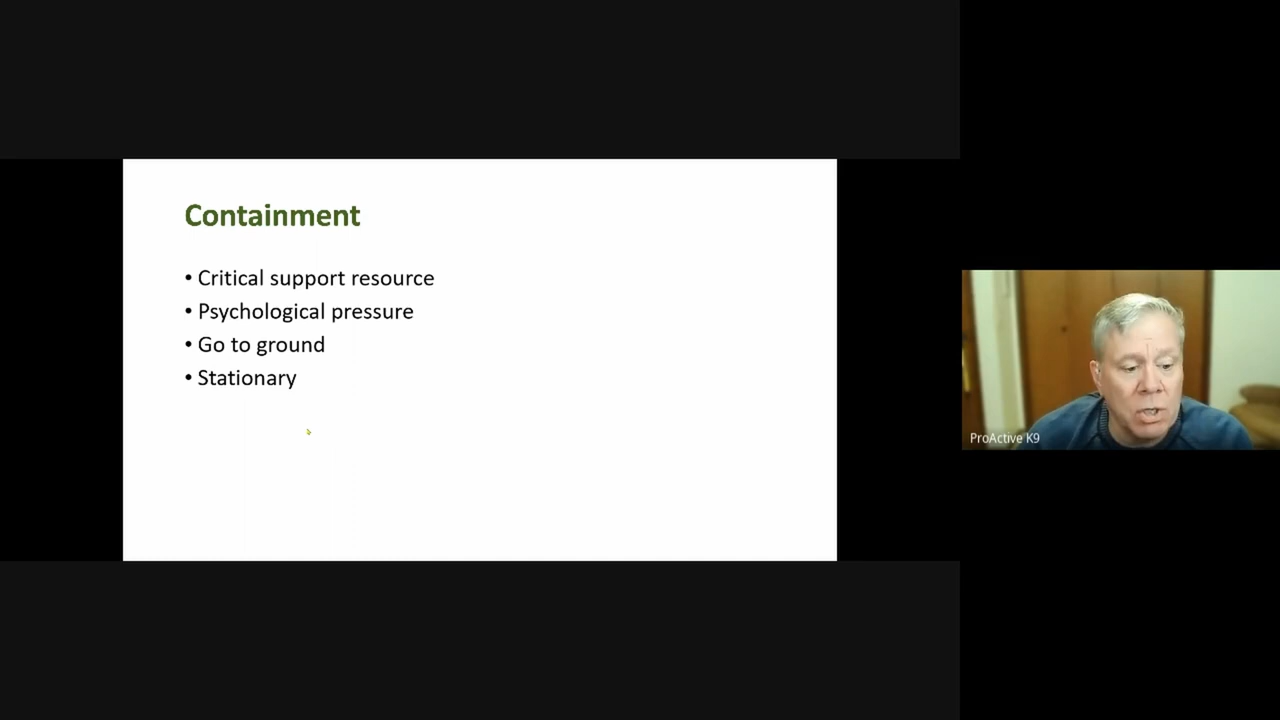 Containment
• Critical support resource
• Psychological pressure
• Go to ground
• Stationary
ProActive K9